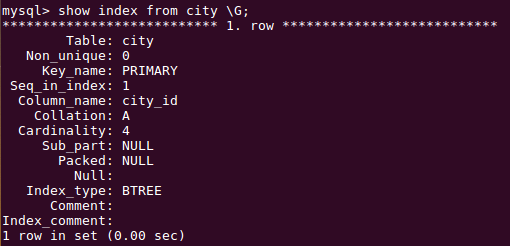 mysql> show index from city \G;
*************************** 1. row ***************************
Table: city
Non_unique: 0
Key_name: PRIMARY
Seq_in_index: 1
Column_name: city_id
Collation: A
Cardinality: 4
Sub_part: NULL
Packed: NULL
Null:
Index_type: BTREE
Comment:
Index_comment:
1 row in set (0.00 sec)